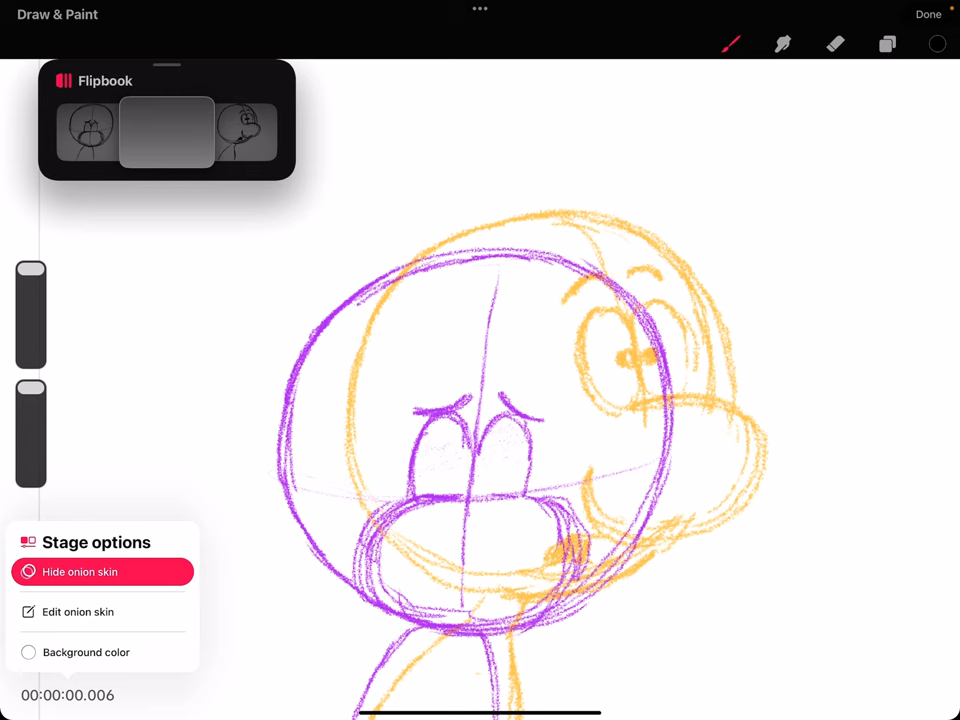 Draw & Paint
Done
Flipbook
Stage options
Hide onion skin
Edit onion skin
Background color
00:00:00.006